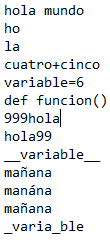 hola mundo
ho
la
cuatro+cinco
variable=6
def funcion()
999hola
hola99
__variable__
mañana
manána
mañana
_varia_ble